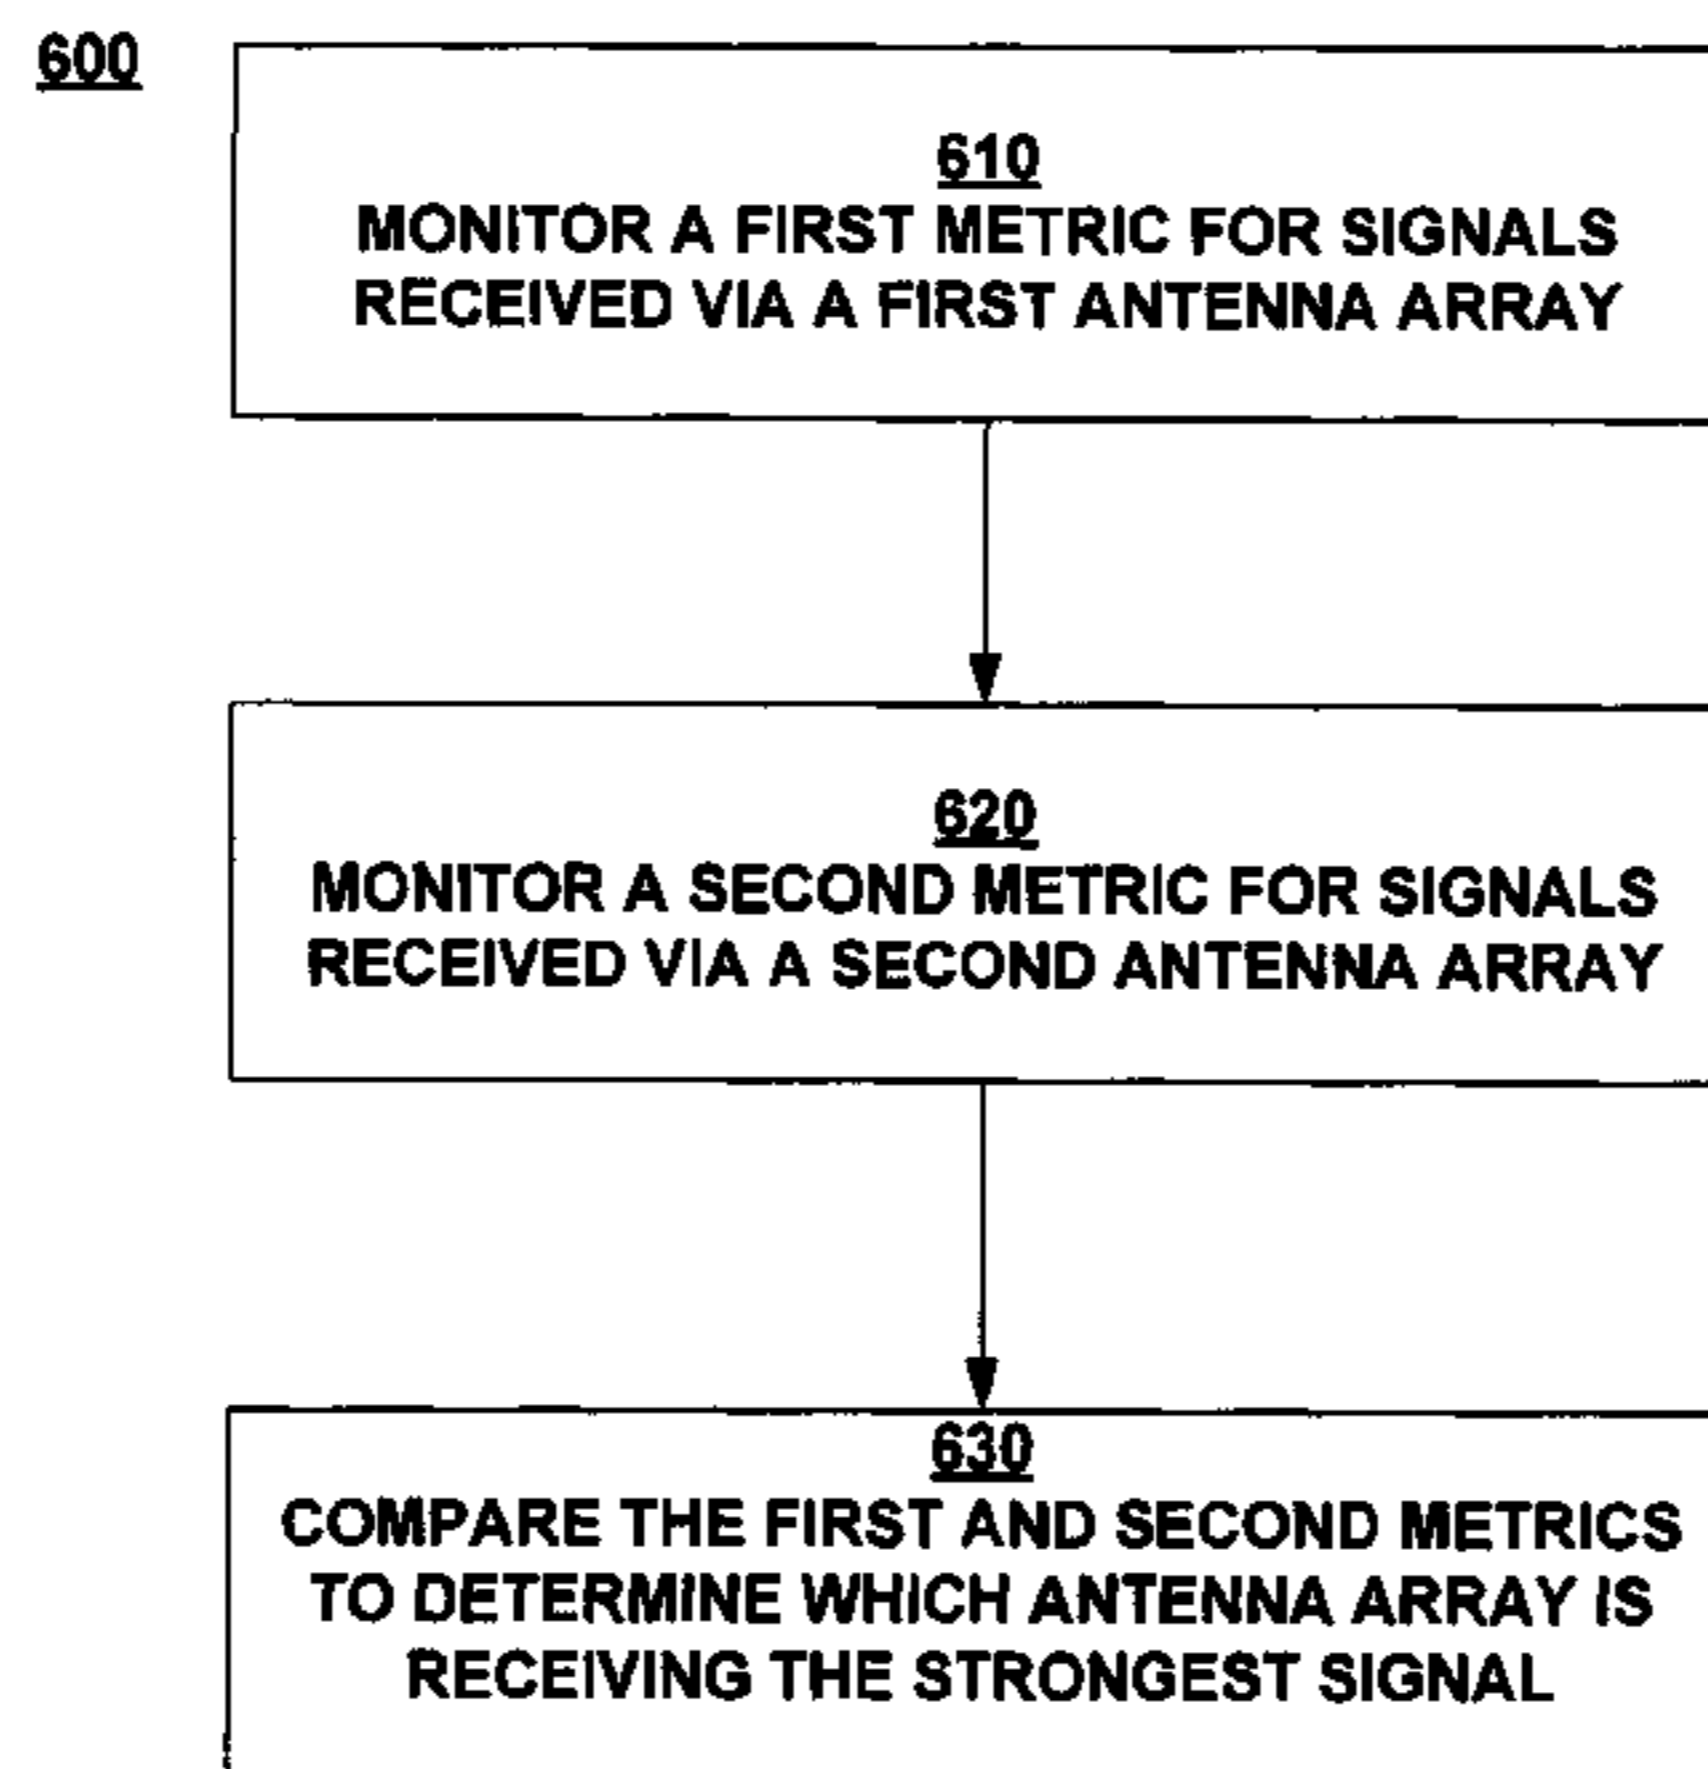 600
610
MONITOR A FIRST METRIC FOR SIGNALS
RECEIVED VIA A FIRST ANTENNA ARRAY
620
MONITOR A SECOND METRIC FOR SIGNALS
RECEIVED VIA A SECOND ANTENNA ARRAY
630
COMPARE THE FIRST AND SECOND METRICS
TO DETERMINE WHICH ANTENNA ARRAY IS
RECEIVING THE STRONGEST SIGNAL